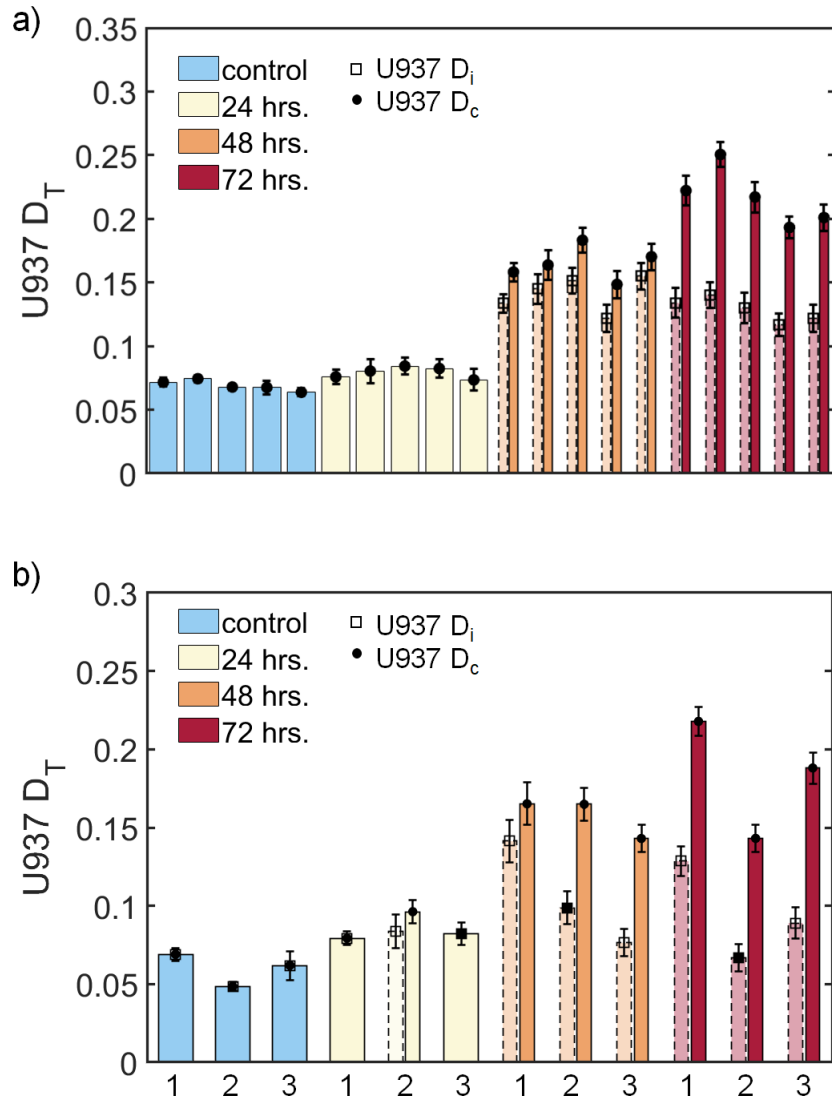 a)
0.35
0.3
0.25
0.2
0.15
0.1
0.05
0
U937 D_T
control
24 hrs.
48 hrs.
72 hrs.
U937 D_i
U937 D_c
b)
0.3
0.25
0.2
0.15
0.1
0.05
0
U937 D_T
control
24 hrs.
48 hrs.
72 hrs.
U937 D_i
U937 D_c
1 2 3 1 2 3 1 2 3 1 2 3